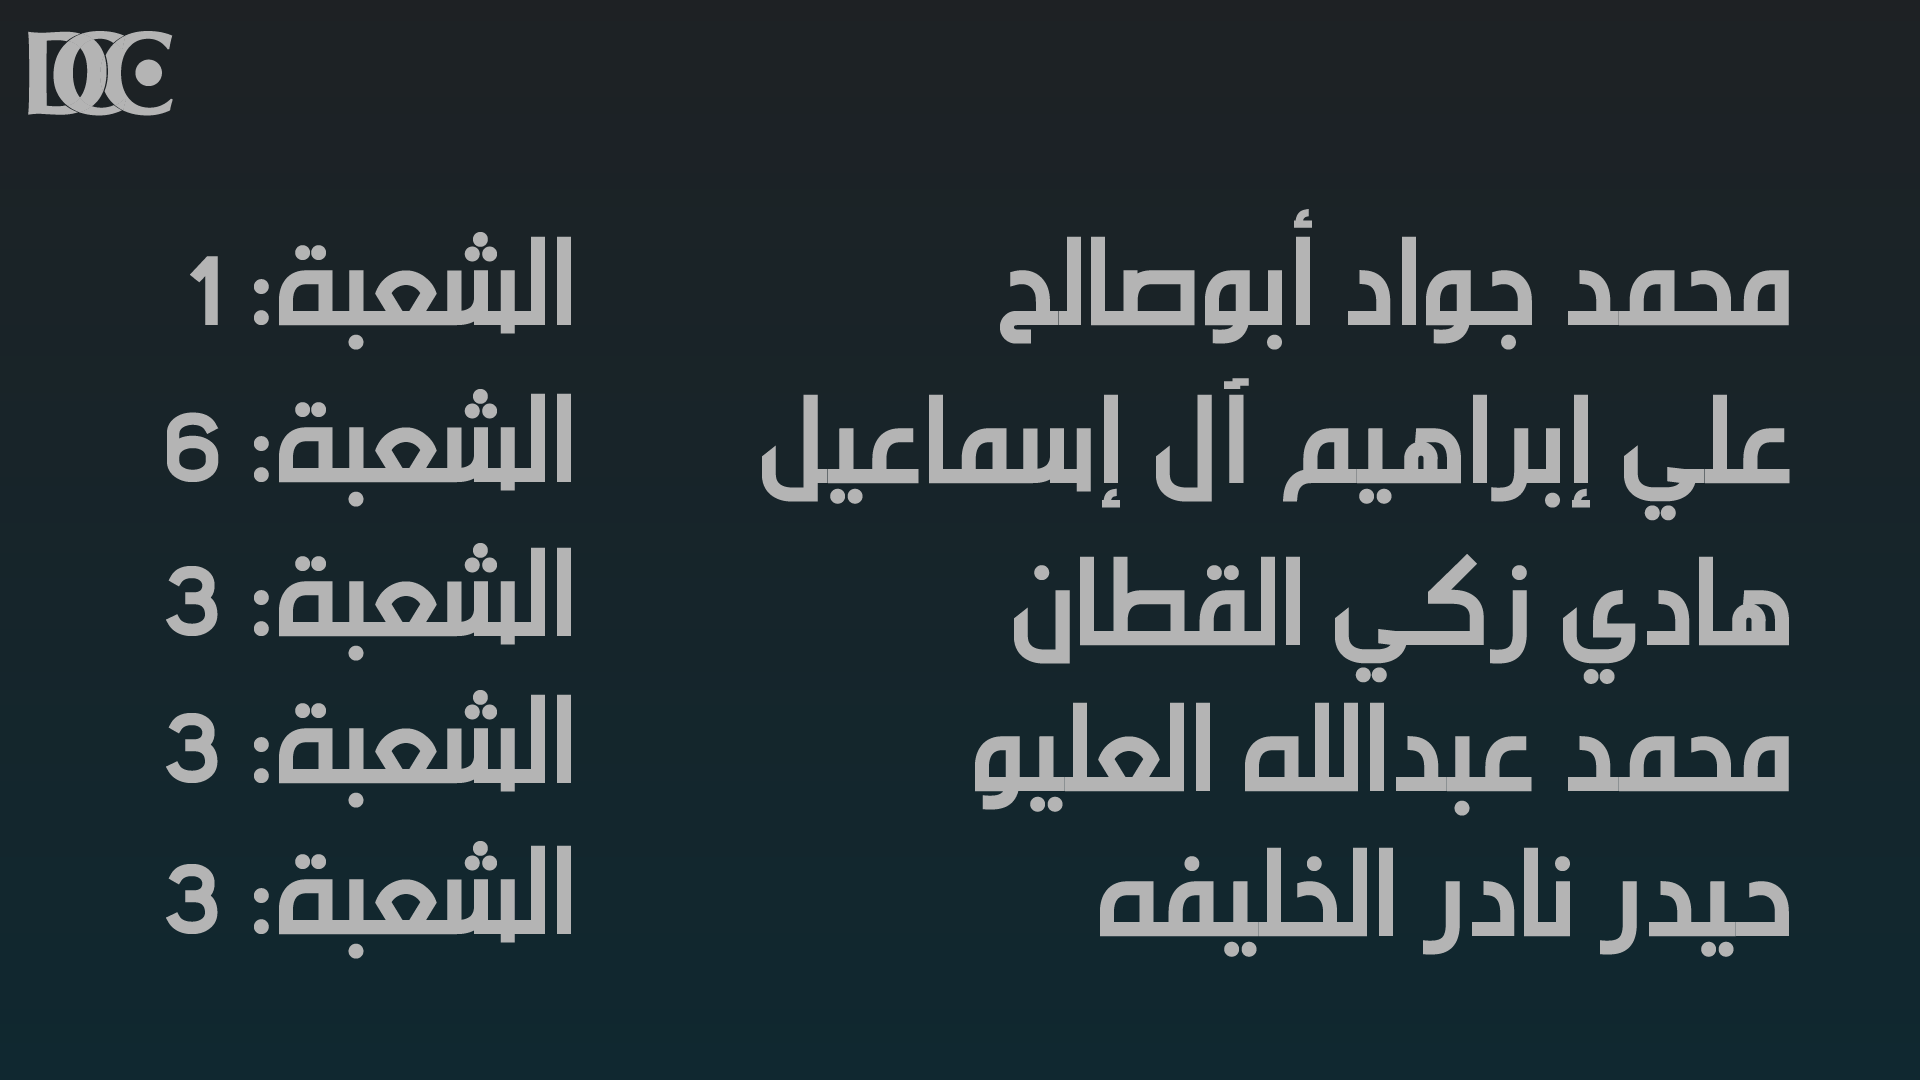 DCC
محمد جواد أبوصالح الشعبة: 1
علي إبراهيم آل إسماعيل الشعبة: 6
هادي زكي القطان الشعبة: 3
محمد عبدالله العليو الشعبة: 3
حيدر نادر الخليفه الشعبة: 3